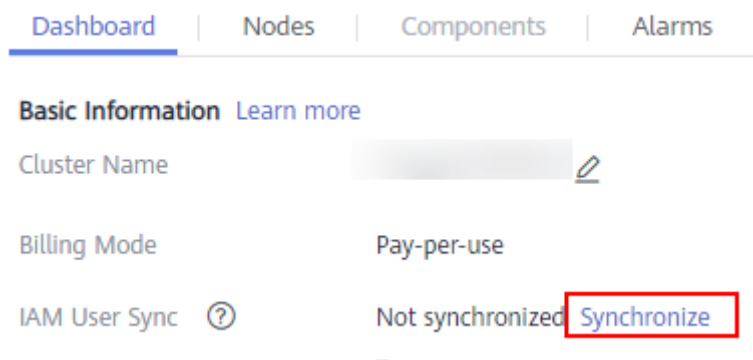 Dashboard Nodes Components Alarms
Basic Information Learn more
Cluster Name
Billing Mode Pay-per-use
IAM User Sync ? Not synchronized Synchronize